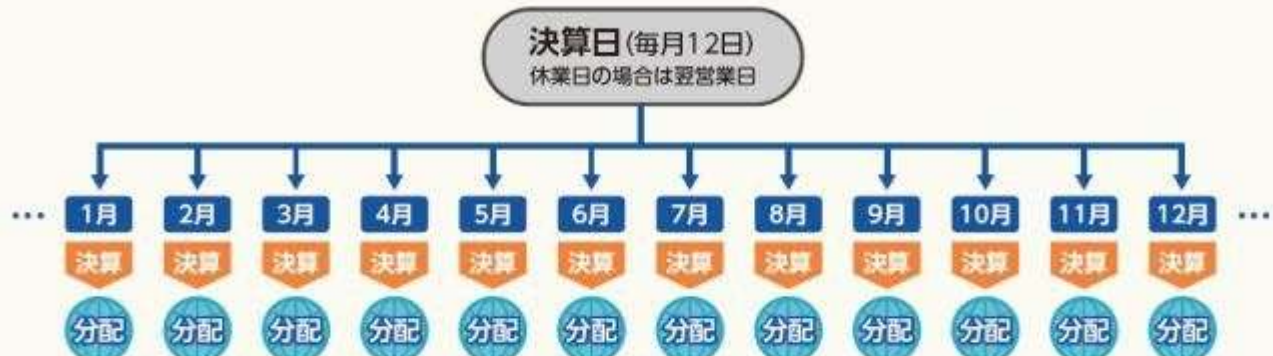 決算日(毎月12日)
休業日の場合は翌営業日
… 1月 2月 3月 4月 5月 6月 7月 8月 9月 10月 11月 12月 …
決算 決算 決算 決算 決算 決算 決算 決算 決算 決算 決算 決算
分配 分配 分配 分配 分配 分配 分配 分配 分配 分配 分配 分配